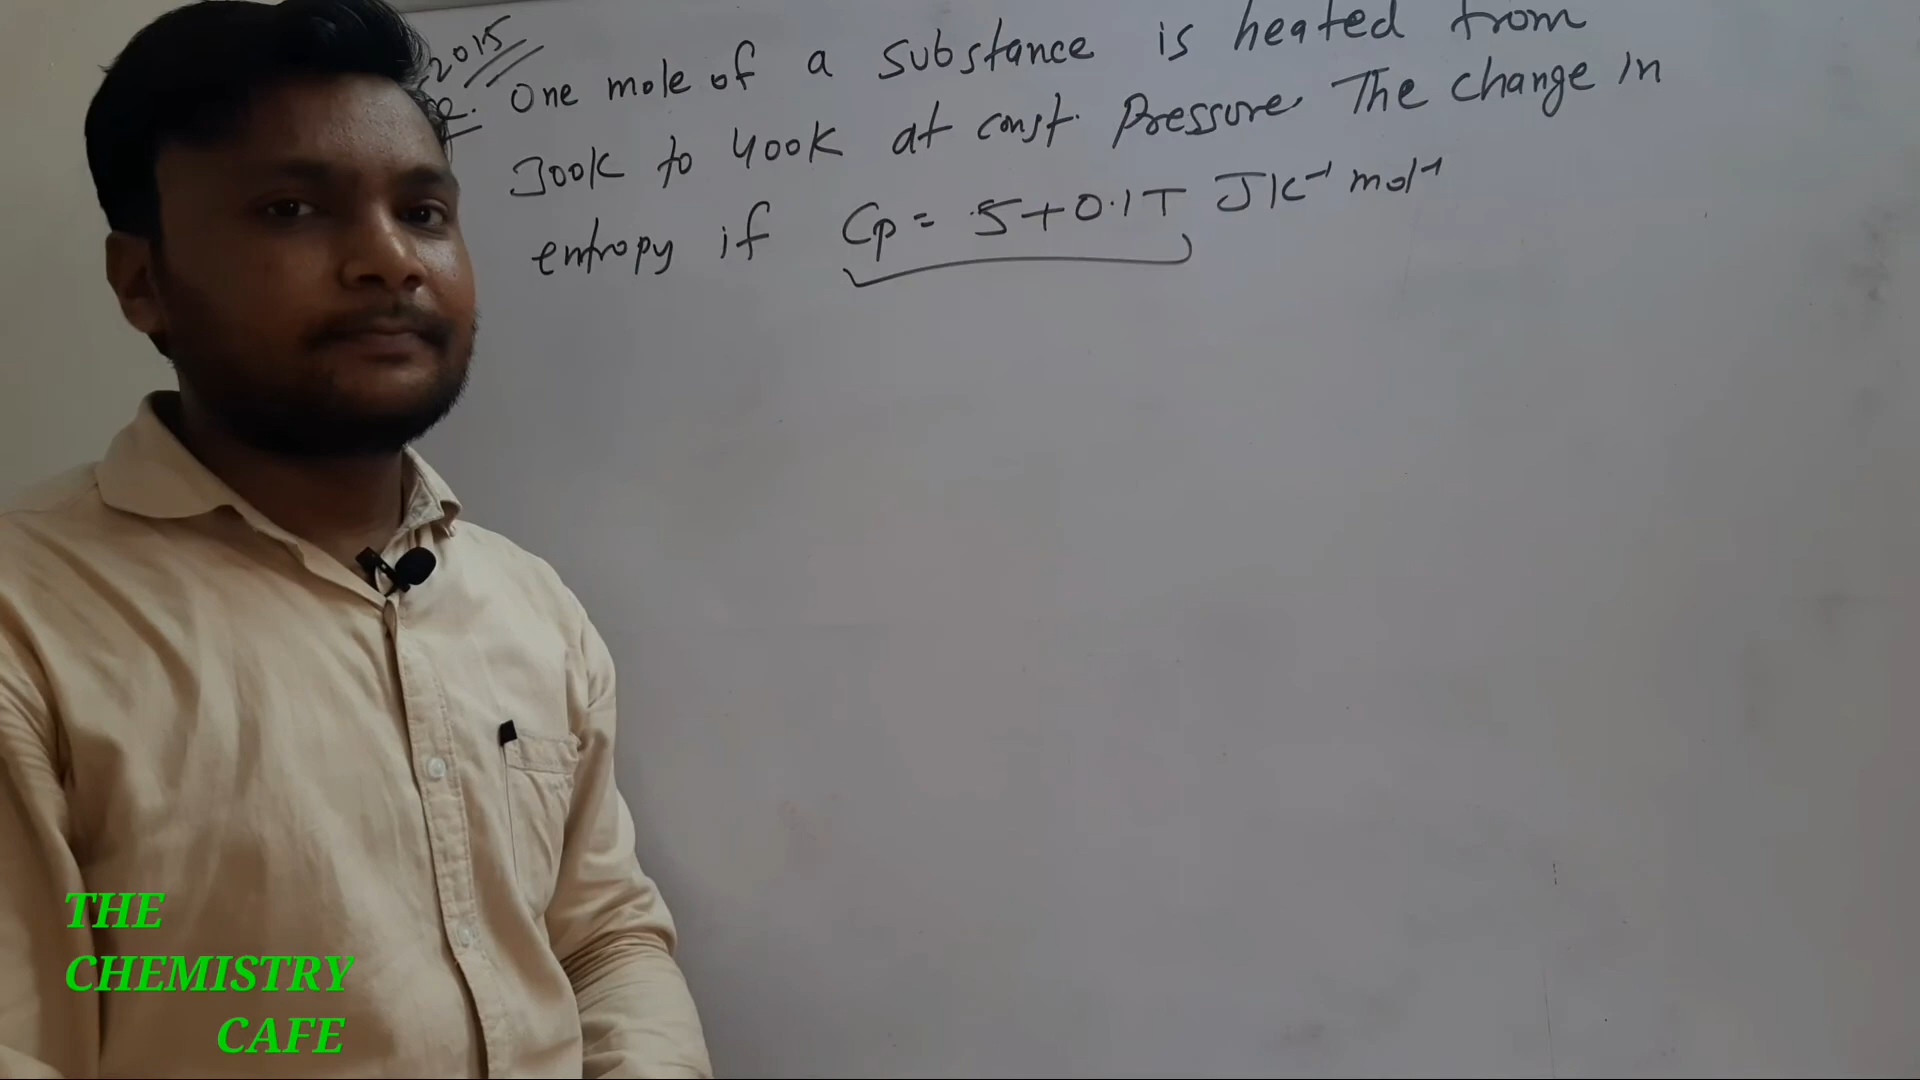 2015
Q. One mole of a substance is heated from
300K to 400K at const. Pressure. The change in
entropy if Cp = 5+0.1T JK⁻¹ mol⁻¹
THE
CHEMISTRY
CAFE